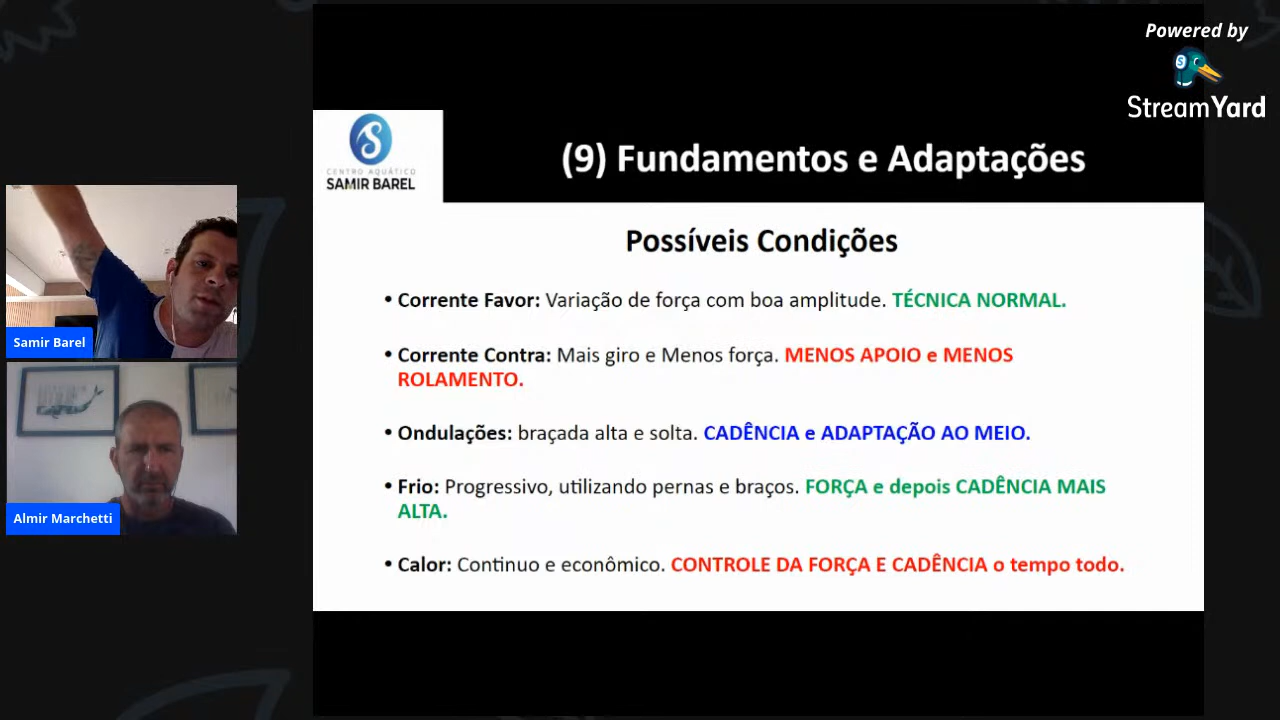 Powered by
StreamYard
CENTRO AQUÁTICO
SAMIR BAREL
(9) Fundamentos e Adaptações
Possíveis Condições
• Corrente Favor: Variação de força com boa amplitude. TÉCNICA NORMAL.
• Corrente Contra: Mais giro e Menos força. MENOS APOIO e MENOS
ROLAMENTO.
• Ondulações: braçada alta e solta. CADÊNCIA e ADAPTAÇÃO AO MEIO.
• Frio: Progressivo, utilizando pernas e braços. FORÇA e depois CADÊNCIA MAIS
ALTA.
• Calor: Continuo e econômico. CONTROLE DA FORÇA E CADÊNCIA o tempo todo.
Samir Barel
Almir Marchetti